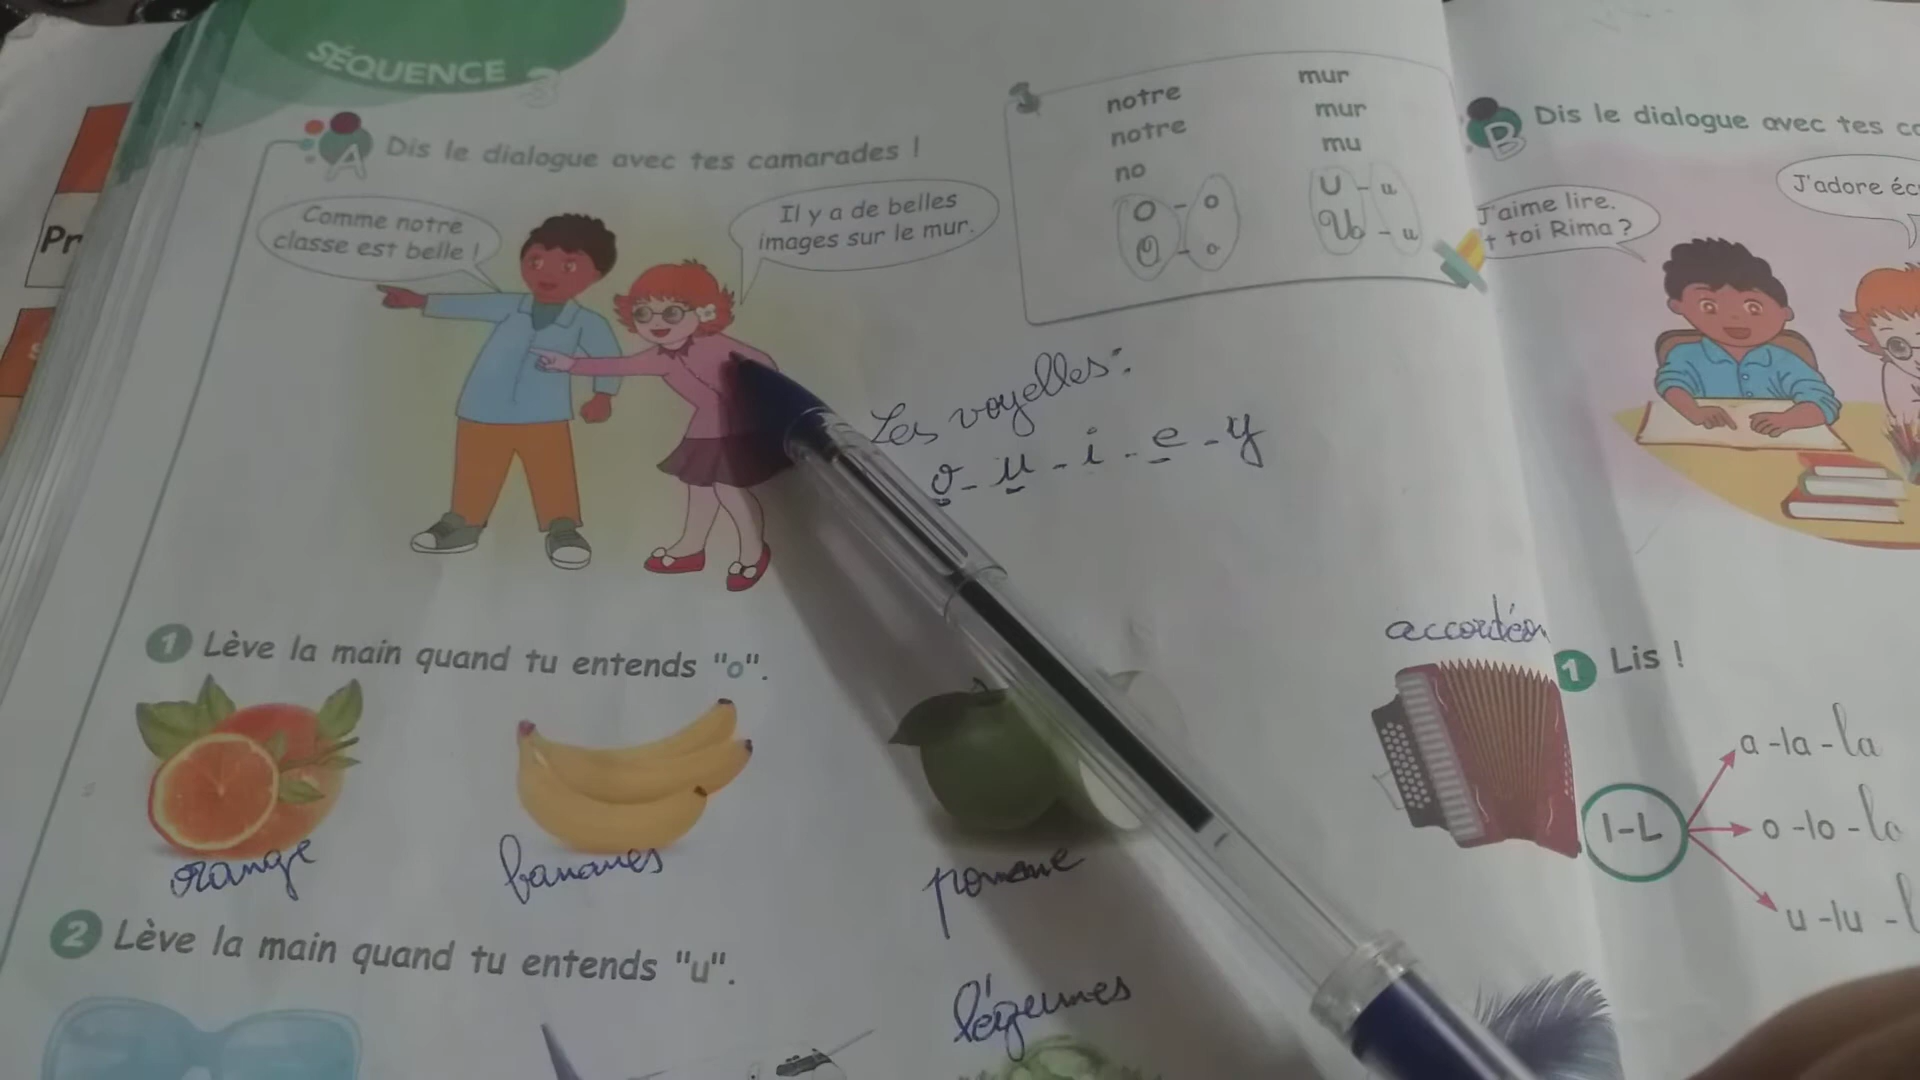 SÉQUENCE 3
A Dis le dialogue avec tes camarades !
Comme notre
classe est belle !
Il y a de belles
images sur le mur.
notre mur
notre mur
no mu
O - o U - u
O - o U - u
Les voyelles :
o - u - i - e - y
1 Lève la main quand tu entends "o".
orange
bananes
pomme
accordéon
2 Lève la main quand tu entends "u".
légumes
B Dis le dialogue avec tes
J'aime lire.
toi Rima ?
J'adore
1 Lis !
l-L
a -la -la
o -lo -lo
u -lu -
Pr